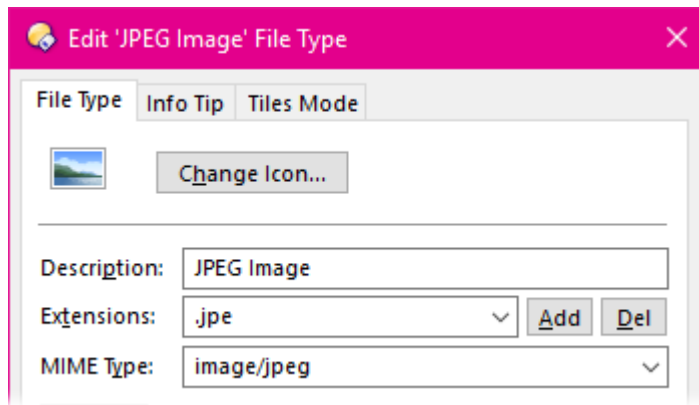 Edit 'JPEG Image' File Type
File Type Info Tip Tiles Mode
Change Icon...
Description: JPEG Image
Extensions: .jpe Add Del
MIME Type: image/jpeg